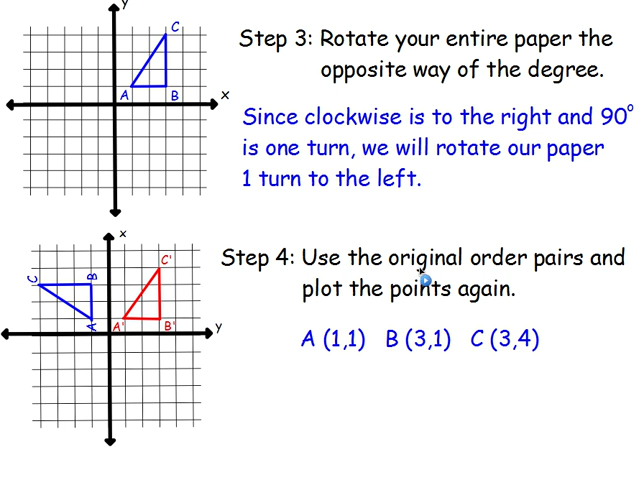 y
C
A
B
x
Step 3: Rotate your entire paper the
opposite way of the degree.
Since clockwise is to the right and 90°
is one turn, we will rotate our paper
1 turn to the left.
x
C
B
C'
A
A'
B'
y
Step 4: Use the original order pairs and
plot the points again.
A (1,1) B (3,1) C (3,4)